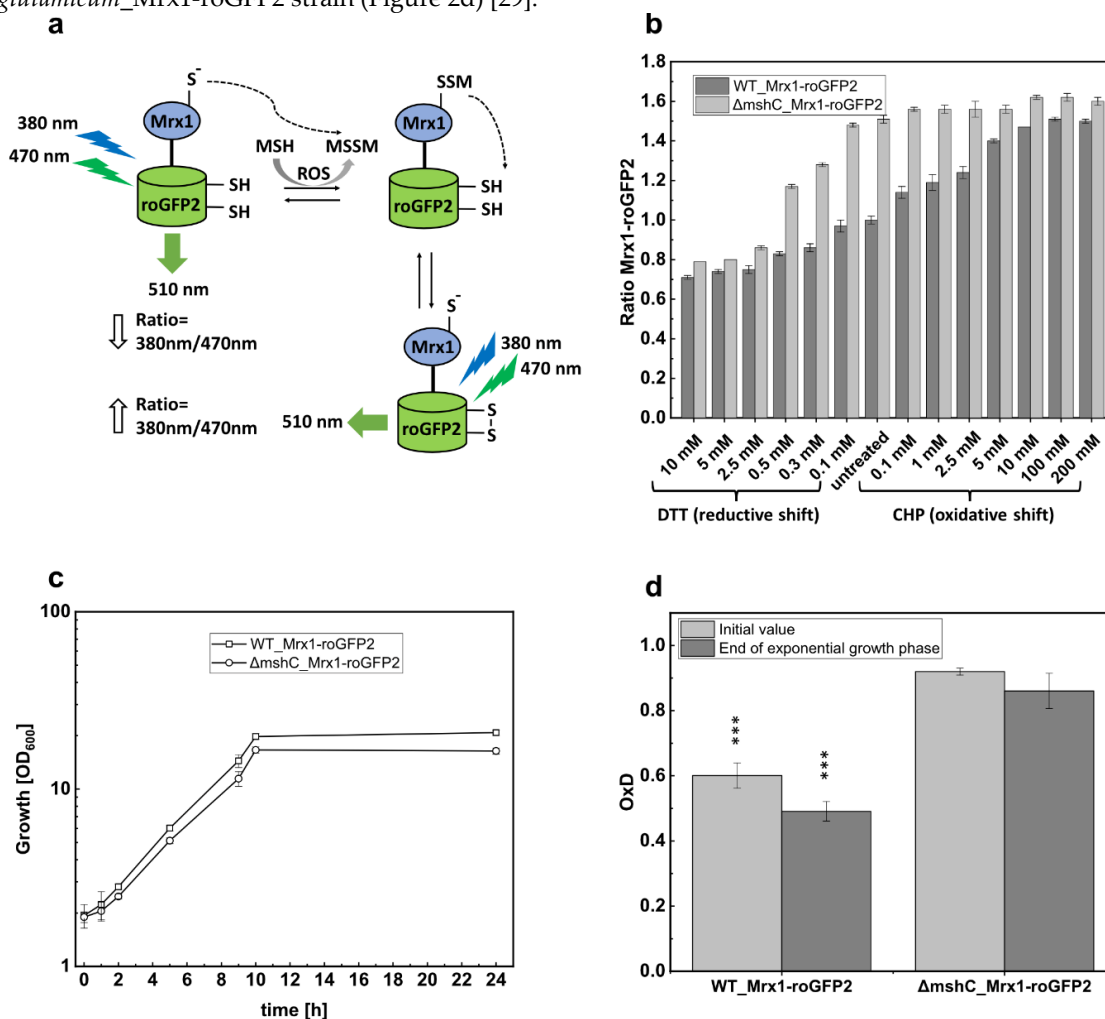 glutamicum_Mrx1-roGFP2 strain (Figure 2d) [29].
a
S-
Mrx1
380 nm
470 nm
roGFP2
SH
SH
510 nm
Ratio=
380nm/470nm
MSH
MSSM
ROS
SSM
Mrx1
roGFP2
SH
SH
S-
Mrx1
380 nm
470 nm
roGFP2
S
S
510 nm
Ratio=
380nm/470nm
b
WT_Mrx1-roGFP2
ΔmshC_Mrx1-roGFP2
Ratio Mrx1-roGFP2
1.8
1.6
1.4
1.2
1.0
0.8
0.6
0.4
0.2
0.0
10 mM
5 mM
2.5 mM
0.5 mM
0.3 mM
0.1 mM
untreated
0.1 mM
1 mM
2.5 mM
5 mM
10 mM
100 mM
200 mM
DTT (reductive shift)
CHP (oxidative shift)
c
WT_Mrx1-roGFP2
ΔmshC_Mrx1-roGFP2
Growth [OD600]
100
10
1
0 2 4 6 8 10 12 14 16 18 20 22 24
time [h]
d
Initial value
End of exponential growth phase
OxD
1.0
0.8
0.6
0.4
0.2
0.0
***
***
WT_Mrx1-roGFP2
ΔmshC_Mrx1-roGFP2